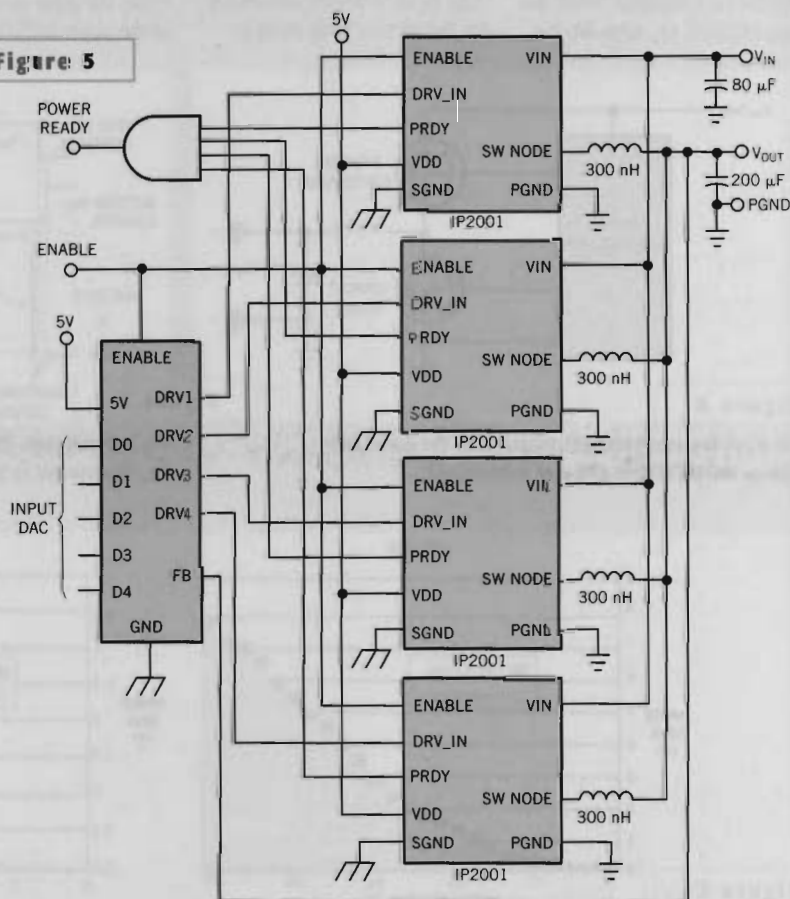 Figure 5
5V
POWER
READY
ENABLE
5V
ENABLE
5V
D0
D1
D2
D3
D4
INPUT
DAC
DRV1
DRV2
DRV3
DRV4
FB
GND
ENABLE
DRV_IN
PRDY
VDD
SGND
VIN
SW NODE
PGND
IP2001
300 nH
ENABLE
DRV_IN
PRDY
VDD
SGND
VIN
SW NODE
PGND
IP2001
300 nH
ENABLE
DRV_IN
PRDY
VDD
SGND
VIN
SW NODE
PGND
IP2001
300 nH
ENABLE
DRV_IN
PRDY
VDD
SGND
VIN
SW NODE
PGND
IP2001
300 nH
VIN
80 µF
VOUT
200 µF
PGND